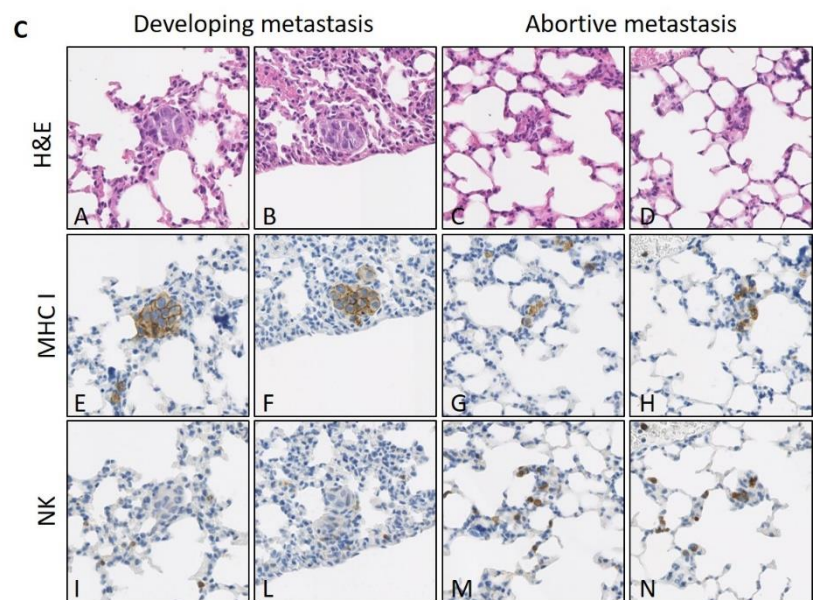 C
Developing metastasis Abortive metastasis
H&E
A B C D
MHC I
E F G H
NK
I L M N